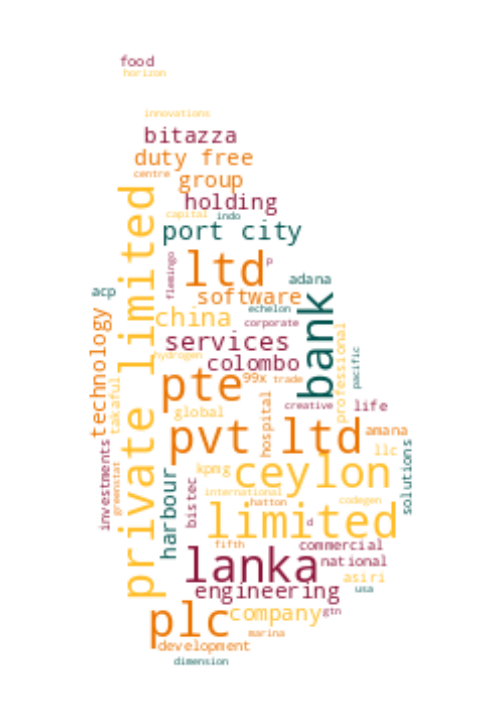 food
horizon
innovations
bitazza
duty free
centre
group
private limited
holding
capital
indo
port city
flemingo
ltd
p
adana
acp
software
bank
echelon
china
corporate
technology
services
professional
pacific
hydrogen
colombo
pte
99x
trade
takaful
global
hospital
creative
life
pvt ltd
amana
llc
solutions
investments
greenstat
harbour
kpmg
ceylon
bistec
international
hatton
codegen
limited
d
fifth
commercial
lanka
national
asiri
engineering
usa
plc
company
gtn
marina
development
dimension